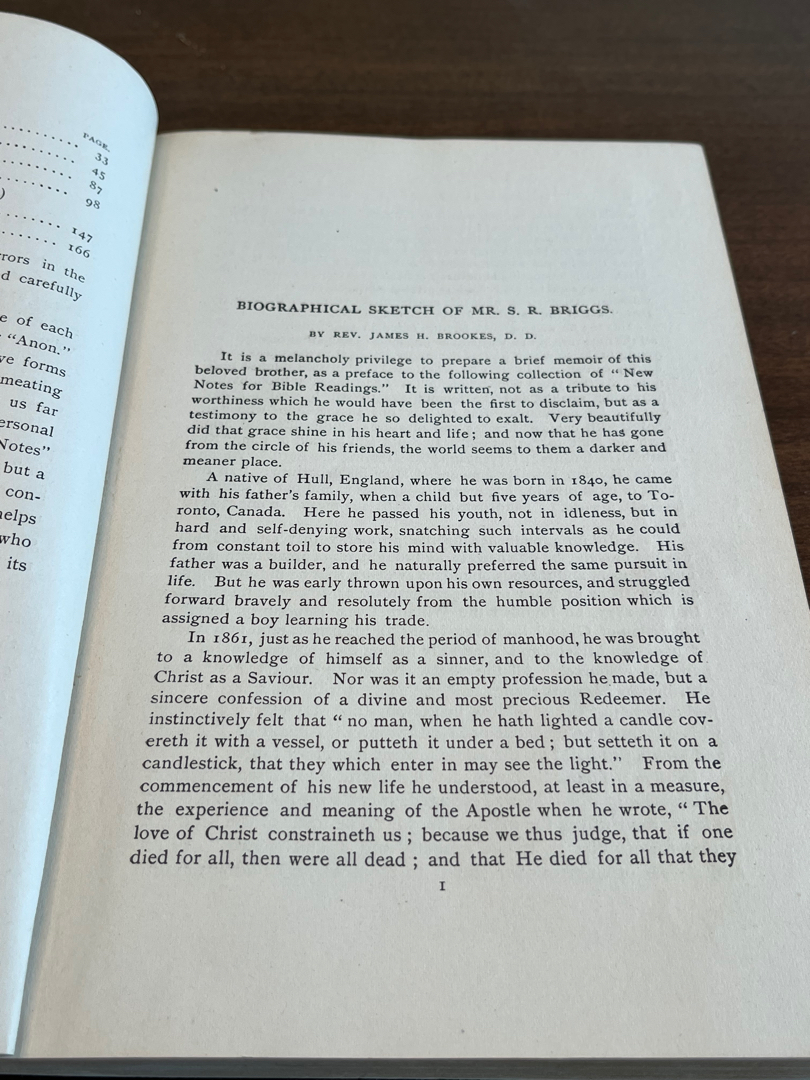 PAGE.
33
45
87
98
)
147
166
rors in the
d carefully
e of each
“Anon.”
ve forms
meating
us far
ersonal
Notes”
but a
con-
helps
who
its
BIOGRAPHICAL SKETCH OF MR. S. R. BRIGGS.
BY REV. JAMES H. BROOKES, D. D.
It is a melancholy privilege to prepare a brief memoir of this
beloved brother, as a preface to the following collection of “New
Notes for Bible Readings.” It is written, not as a tribute to his
worthiness which he would have been the first to disclaim, but as a
testimony to the grace he so delighted to exalt. Very beautifully
did that grace shine in his heart and life; and now that he has gone
from the circle of his friends, the world seems to them a darker and
meaner place.
A native of Hull, England, where he was born in 1840, he came
with his father's family, when a child but five years of age, to To-
ronto, Canada. Here he passed his youth, not in idleness, but in
hard and self-denying work, snatching such intervals as he could
from constant toil to store his mind with valuable knowledge. His
father was a builder, and he naturally preferred the same pursuit in
life. But he was early thrown upon his own resources, and struggled
forward bravely and resolutely from the humble position which is
assigned a boy learning his trade.
In 1861, just as he reached the period of manhood, he was brought
to a knowledge of himself as a sinner, and to the knowledge of
Christ as a Saviour. Nor was it an empty profession he made, but a
sincere confession of a divine and most precious Redeemer. He
instinctively felt that “no man, when he hath lighted a candle cov-
ereth it with a vessel, or putteth it under a bed; but setteth it on a
candlestick, that they which enter in may see the light.” From the
commencement of his new life he understood, at least in a measure,
the experience and meaning of the Apostle when he wrote, “The
love of Christ constraineth us; because we thus judge, that if one
died for all, then were all dead; and that He died for all that they
1